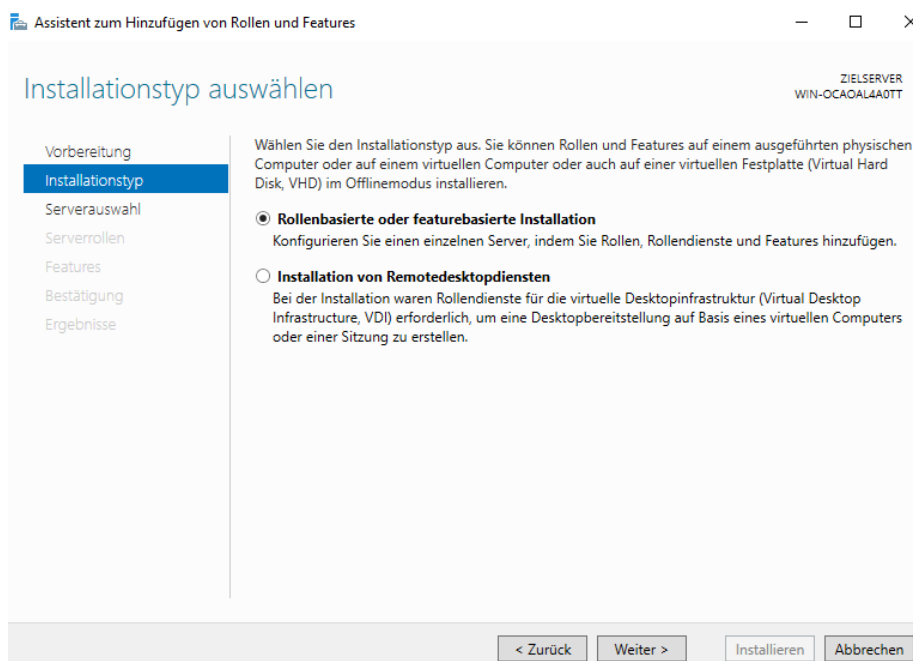 Assistent zum Hinzufügen von Rollen und Features
Installationstyp auswählen
ZIELSERVER
WIN-OCAOAL4A0TT
Vorbereitung
Installationstyp
Serverauswahl
Serverrollen
Features
Bestätigung
Ergebnisse
Wählen Sie den Installationstyp aus. Sie können Rollen und Features auf einem ausgeführten physischen
Computer oder auf einem virtuellen Computer oder auch auf einer virtuellen Festplatte (Virtual Hard
Disk, VHD) im Offlinemodus installieren.
Rollenbasierte oder featurebasierte Installation
Konfigurieren Sie einen einzelnen Server, indem Sie Rollen, Rollendienste und Features hinzufügen.
Installation von Remotedesktopdiensten
Bei der Installation waren Rollendienste für die virtuelle Desktopinfrastruktur (Virtual Desktop
Infrastructure, VDI) erforderlich, um eine Desktopbereitstellung auf Basis eines virtuellen Computers
oder einer Sitzung zu erstellen.
< Zurück
Weiter >
Installieren
Abbrechen